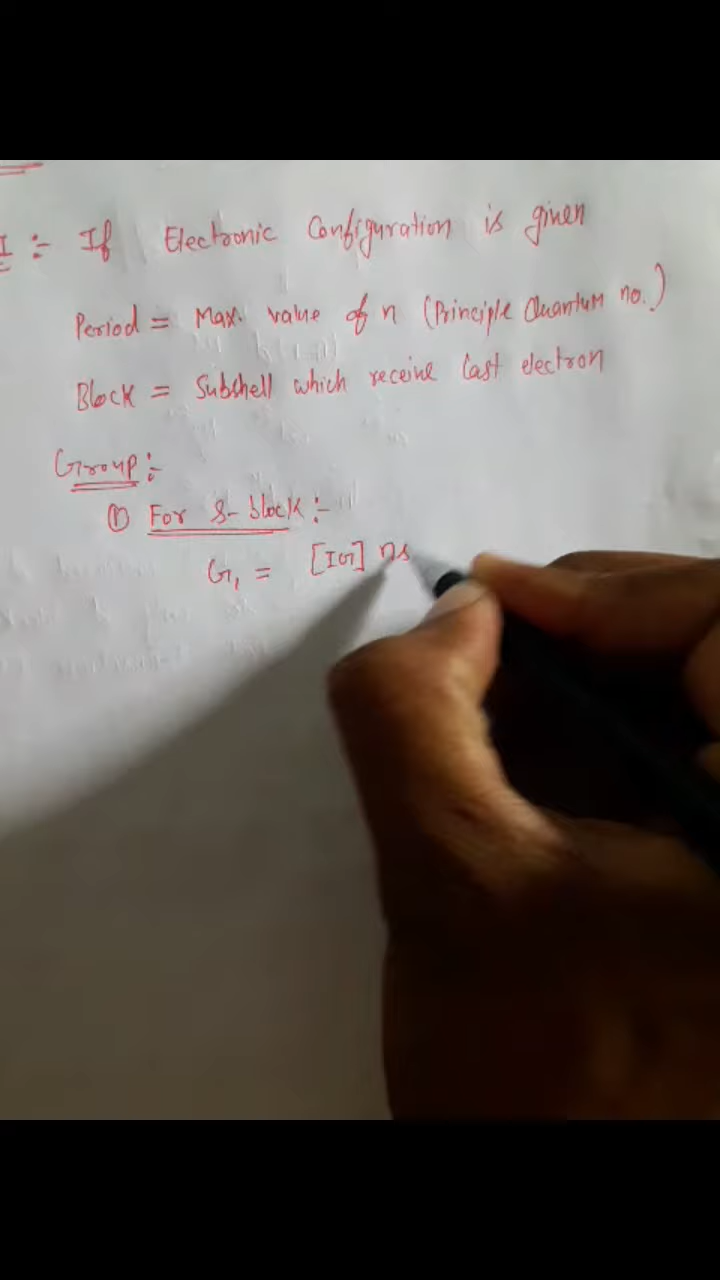 I :- If Electronic Configuration is given
Period = Max. value of n (Principle Quantum no.)
Block = Subshell which receive last electron
Group :-
① For s-block :-
G₁ = [IG] ns